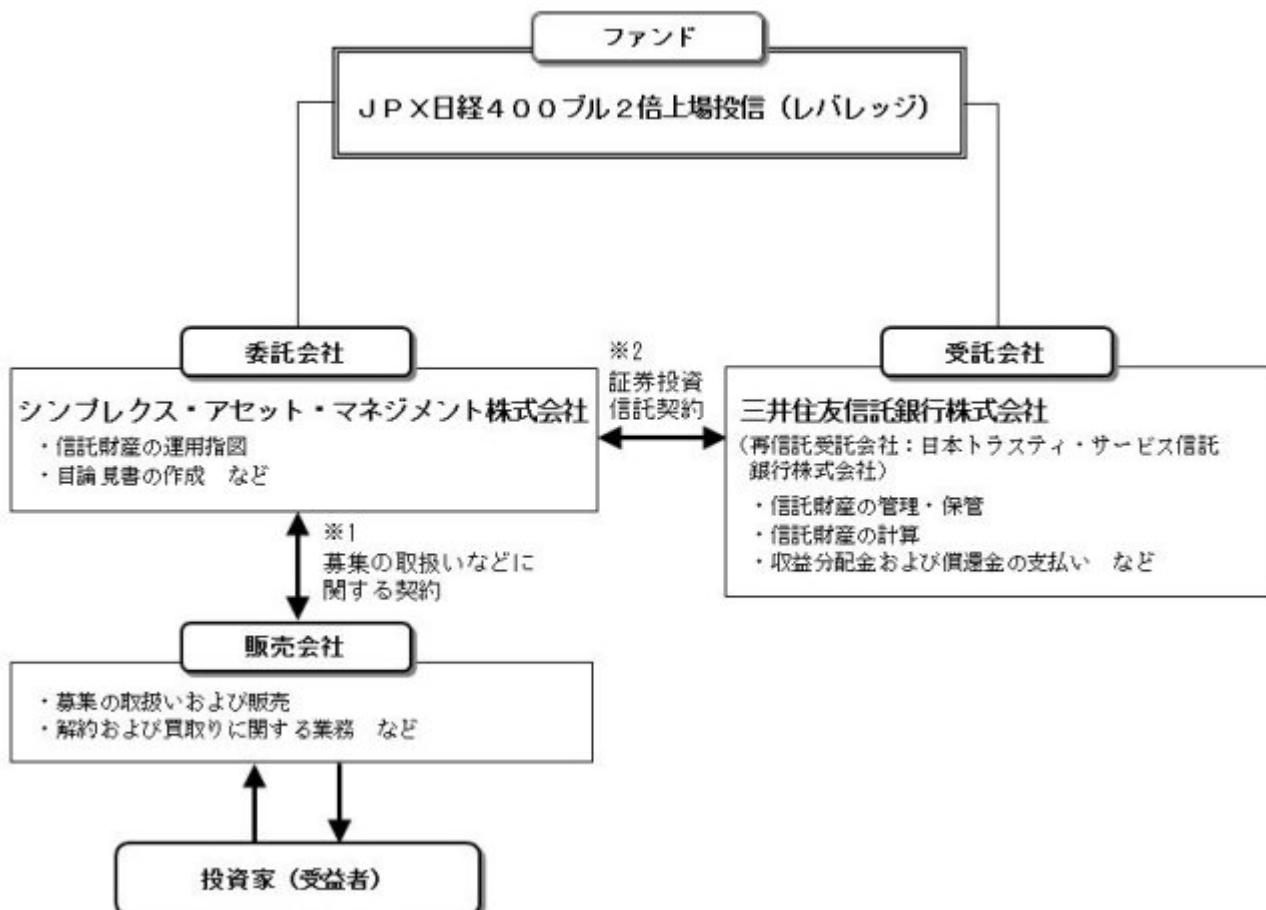 ファンド
JPX日経400ブル2倍上場投信（レバレッジ）
委託会社
シンプレクス・アセット・マネジメント株式会社
・信託財産の運用指図
・目論見書の作成　など
※2
証券投資
信託契約
受託会社
三井住友信託銀行株式会社
（再信託受託会社：日本トラスティ・サービス信託
銀行株式会社）
・信託財産の管理・保管
・信託財産の計算
・収益分配金および償還金の支払い　など
※1
募集の取扱いなどに
関する契約
販売会社
・募集の取扱いおよび販売
・解約および買取りに関する業務　など
投資家（受益者）